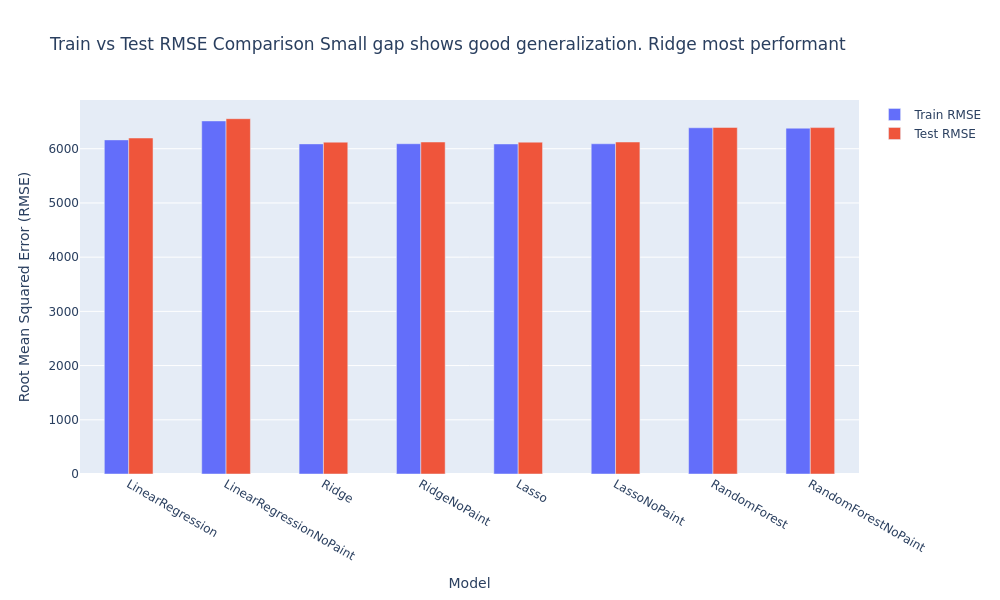 Train vs Test RMSE Comparison Small gap shows good generalization. Ridge most performant
Train RMSE
Test RMSE
Root Mean Squared Error (RMSE)
6000
5000
4000
3000
2000
1000
0
LinearRegression
LinearRegressionNoPaint
Ridge
RidgeNoPaint
Lasso
LassoNoPaint
RandomForest
RandomForestNoPaint
Model